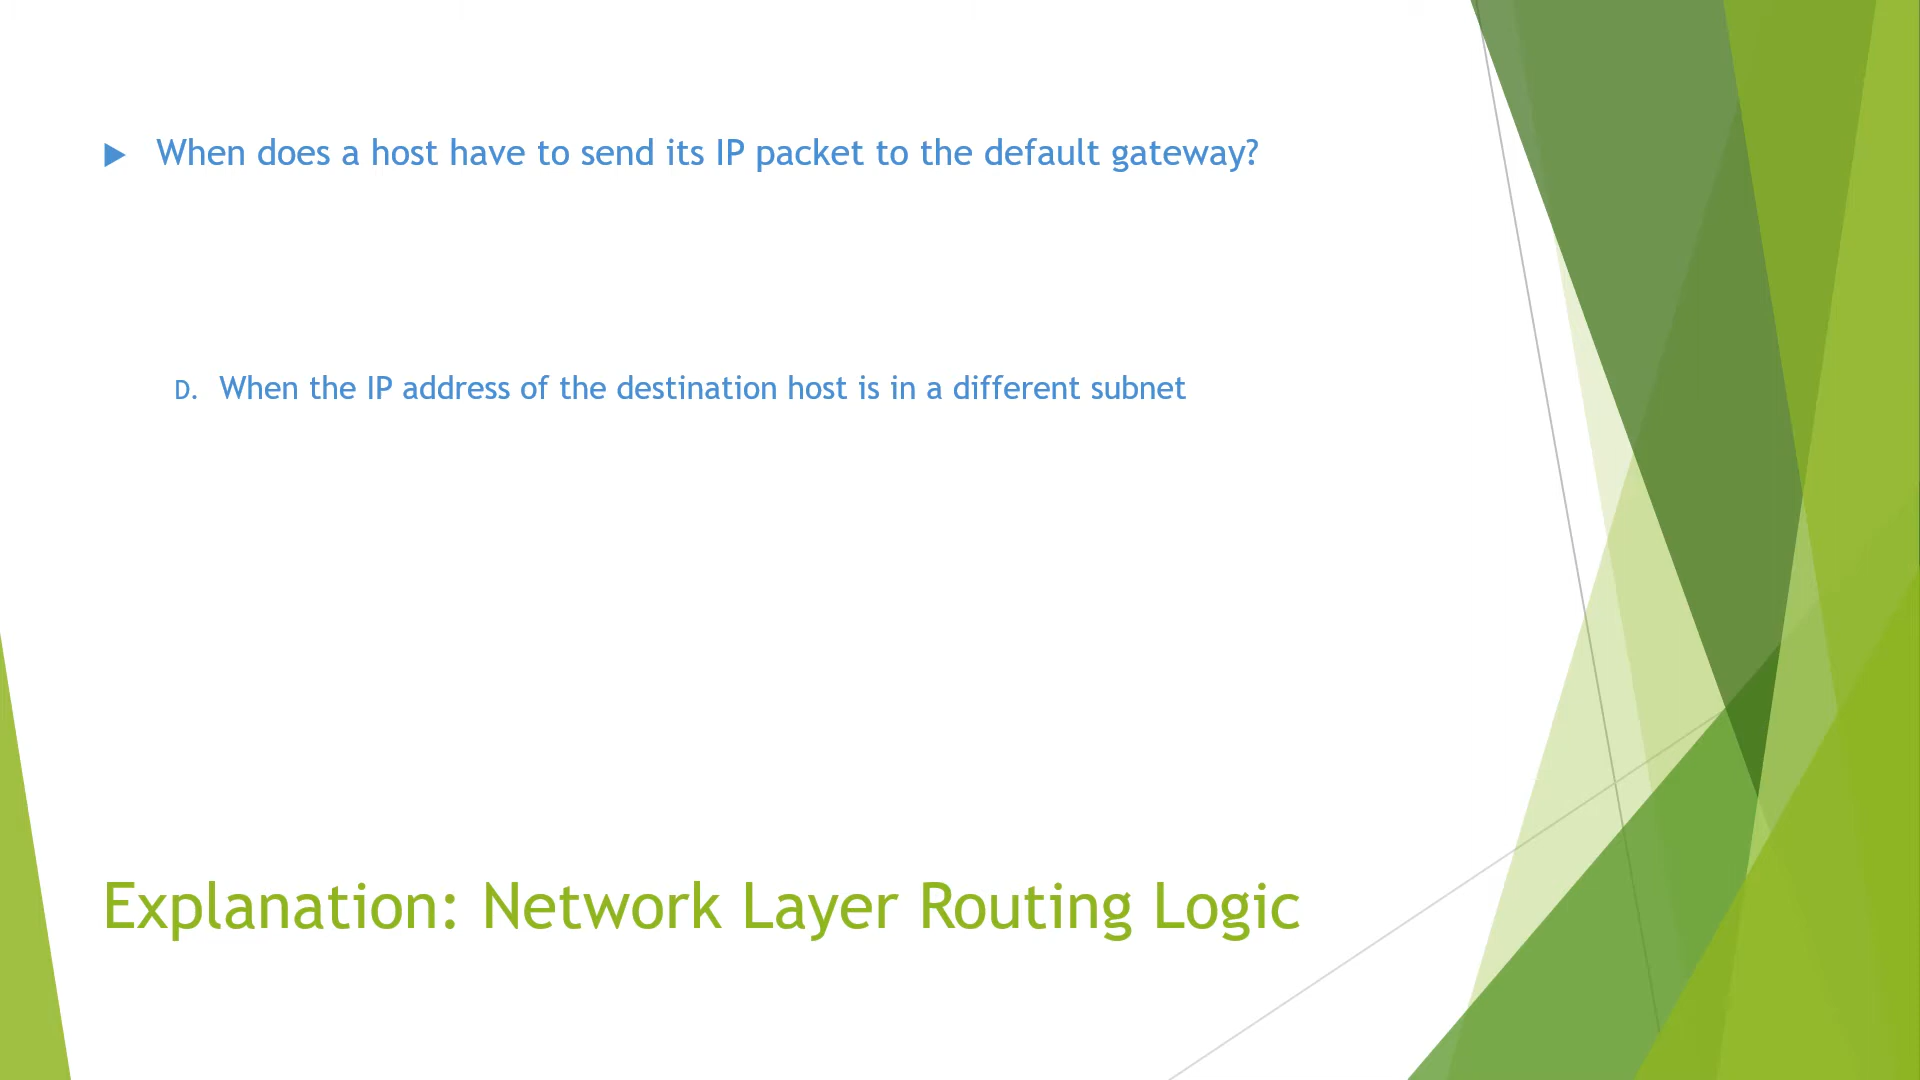 When does a host have to send its IP packet to the default gateway?
D. When the IP address of the destination host is in a different subnet
Explanation: Network Layer Routing Logic